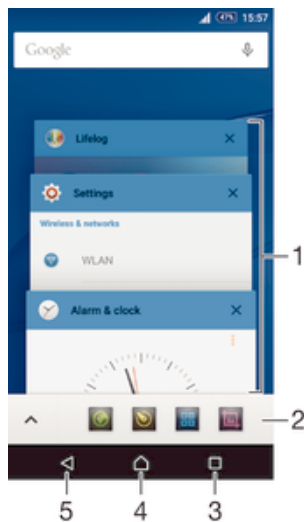 47% 15:57
Google
Lifelog
Settings
Wireless & networks
WLAN
Alarm & clock
1
2
5 4 3